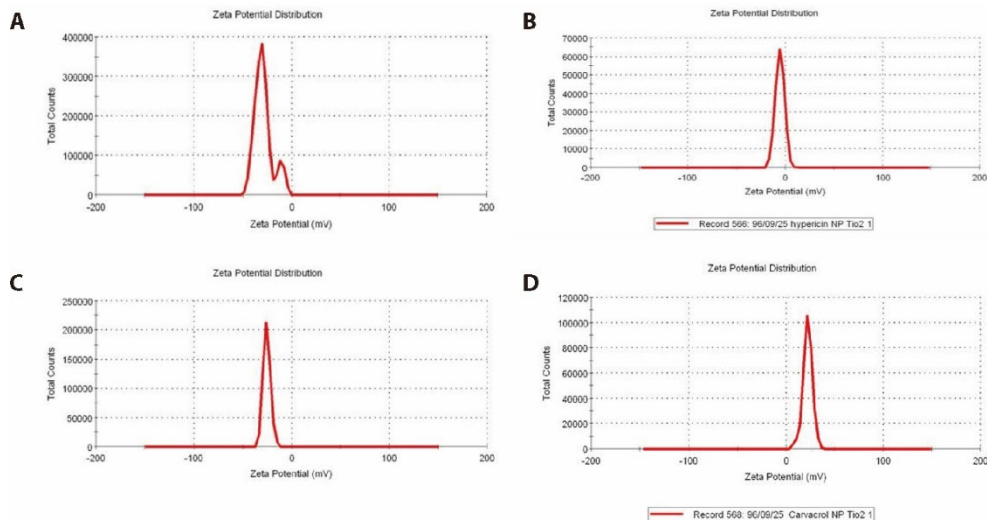 A
Zeta Potential Distribution
Total Counts
400000
300000
200000
100000
0
-200
-100
0
100
200
Zeta Potential (mV)
B
Zeta Potential Distribution
Total Counts
70000
60000
50000
40000
30000
20000
10000
0
-200
-100
0
100
200
Zeta Potential (mV)
Record 566: 96/09/25 hypericin NP Tio2 1
C
Zeta Potential Distribution
Total Counts
250000
200000
150000
100000
50000
0
-200
-100
0
100
200
Zeta Potential (mV)
D
Zeta Potential Distribution
Total Counts
120000
100000
80000
60000
40000
20000
0
-200
-100
0
100
200
Zeta Potential (mV)
Record 568: 96/09/25 Carvacrol NP Tio2 1